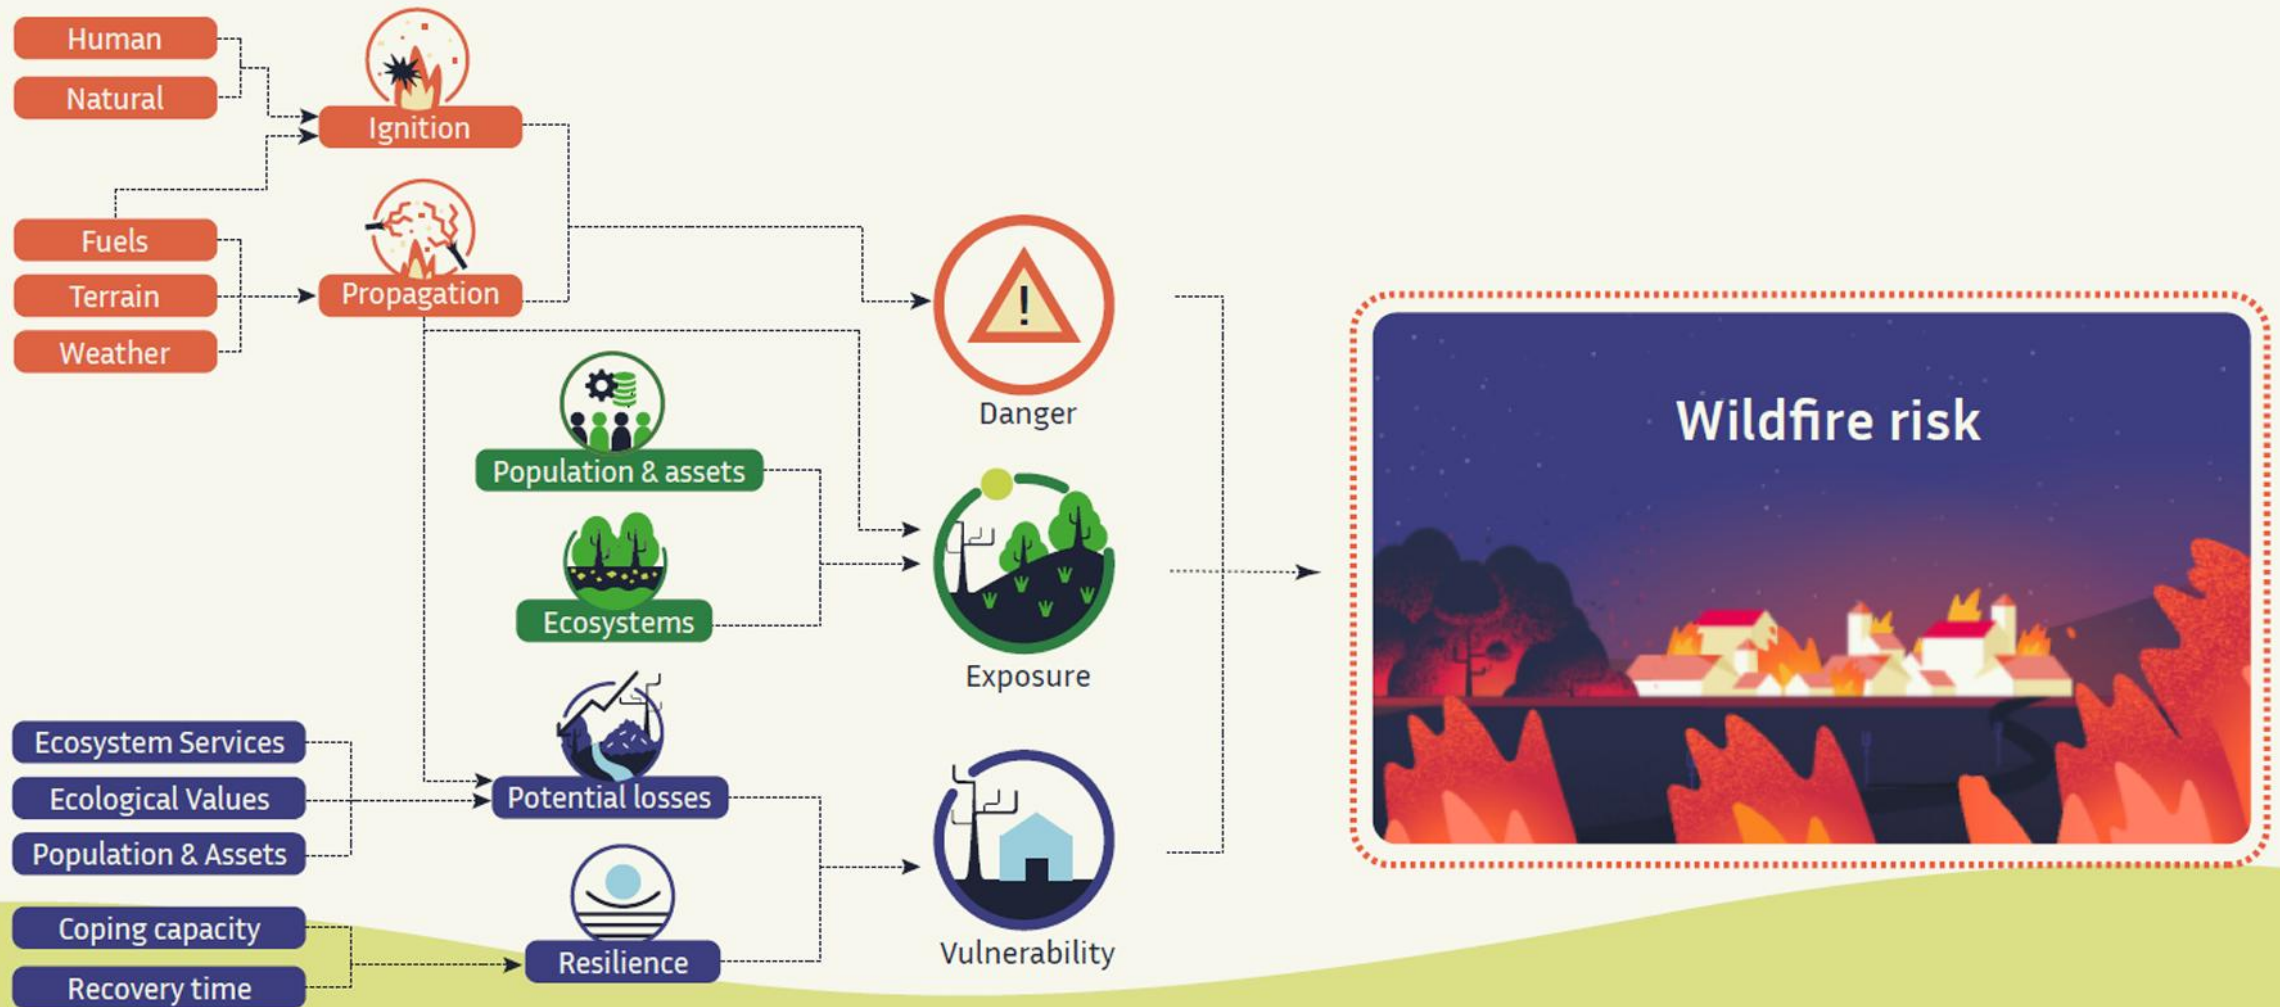 Human
Natural
Ignition
Fuels
Terrain
Weather
Propagation
!
Danger
Population & assets
Ecosystems
Exposure
Ecosystem Services
Ecological Values
Population & Assets
Potential losses
Coping capacity
Recovery time
Resilience
Vulnerability
Wildfire risk